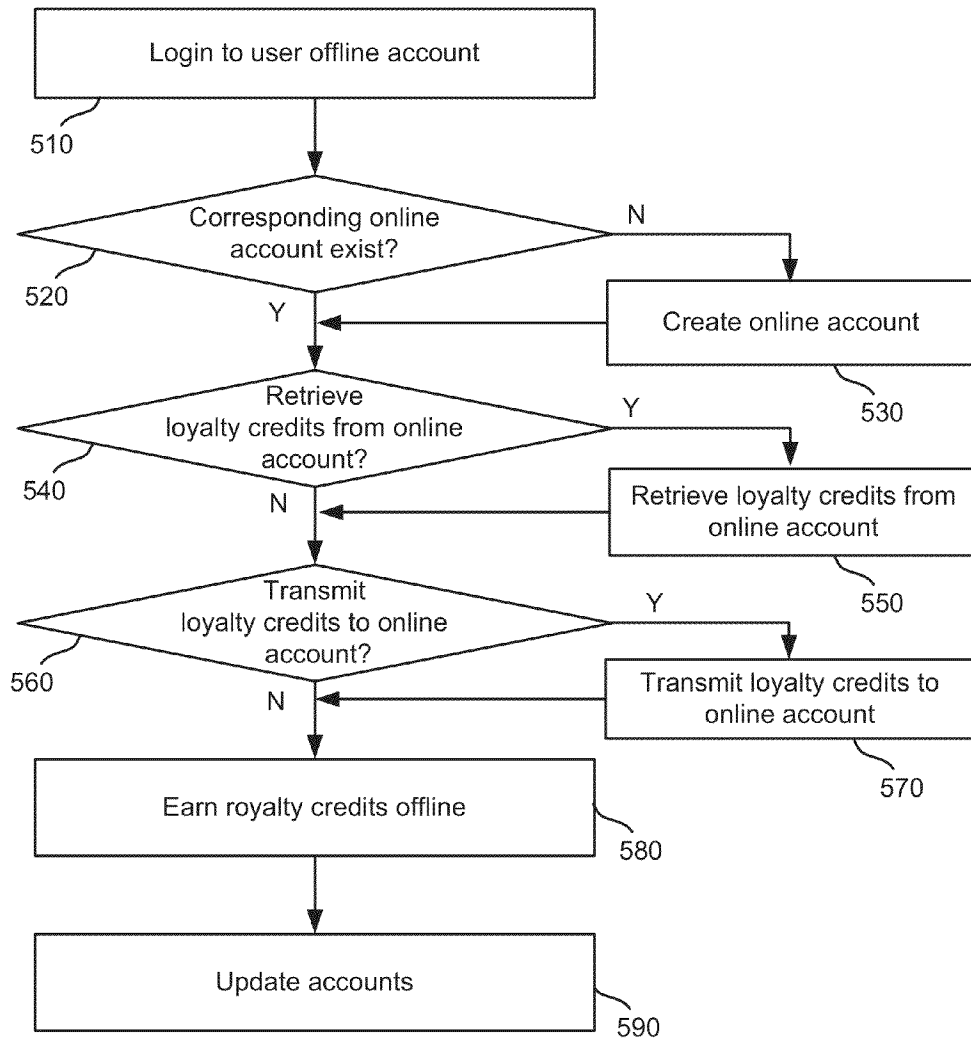 Login to user offline account
510
Corresponding online
account exist?
N
520
Y
Create online account
530
Retrieve
loyalty credits from online
account?
Y
540
N
Retrieve loyalty credits from
online account
550
Transmit
loyalty credits to online
account?
Y
560
N
Transmit loyalty credits to
online account
570
Earn royalty credits offline
580
Update accounts
590